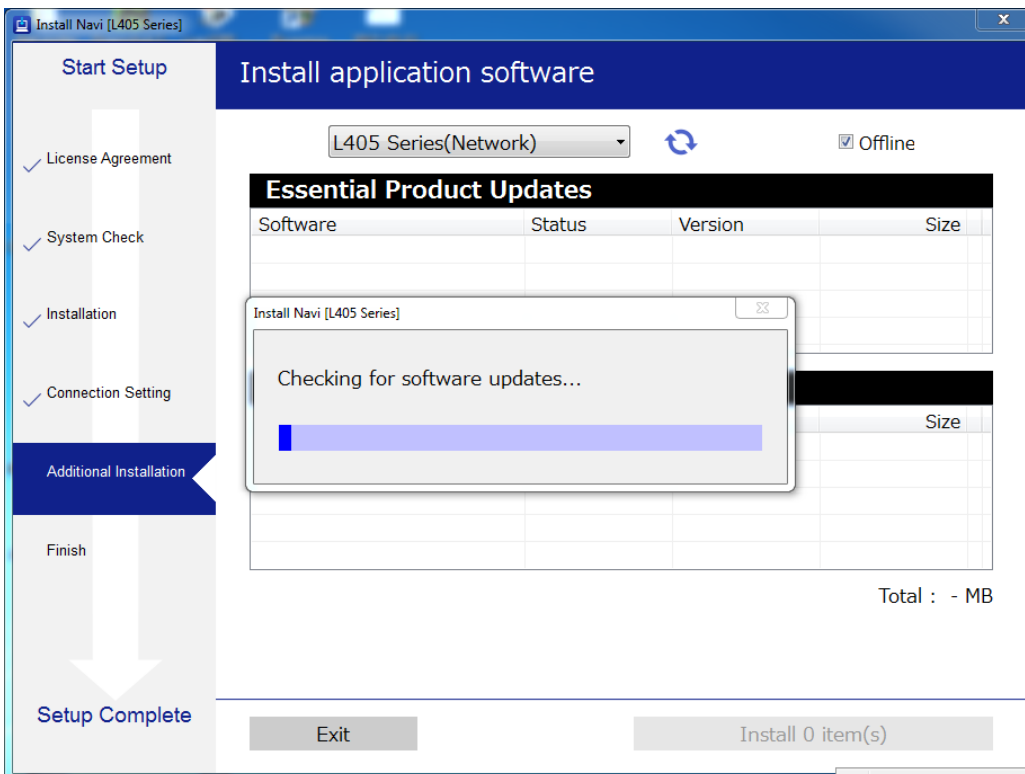 Install Navi [L405 Series]
Start Setup
License Agreement
System Check
Installation
Connection Setting
Additional Installation
Finish
Setup Complete
Install application software
L405 Series(Network)
Offline
Essential Product Updates
Software Status Version Size
Install Navi [L405 Series]
Checking for software updates...
Size
Total : - MB
Exit
Install 0 item(s)